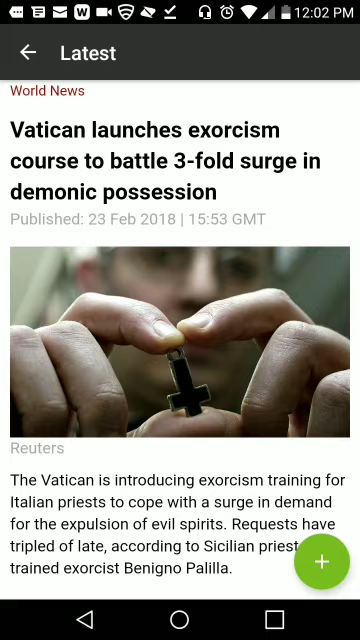 12:02 PM
Latest
World News
Vatican launches exorcism
course to battle 3-fold surge in
demonic possession
Published: 23 Feb 2018 | 15:53 GMT
Reuters
The Vatican is introducing exorcism training for
Italian priests to cope with a surge in demand
for the expulsion of evil spirits. Requests have
tripled of late, according to Sicilian priest
trained exorcist Benigno Palilla.